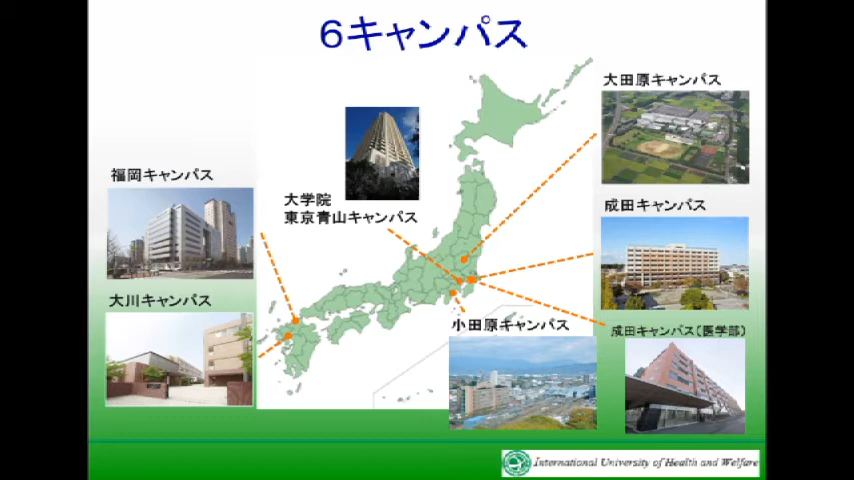 6キャンパス
大田原キャンパス
福岡キャンパス
大学院
東京青山キャンパス
成田キャンパス
大川キャンパス
小田原キャンパス
成田キャンパス(医学部)
International University of Health and Welfare